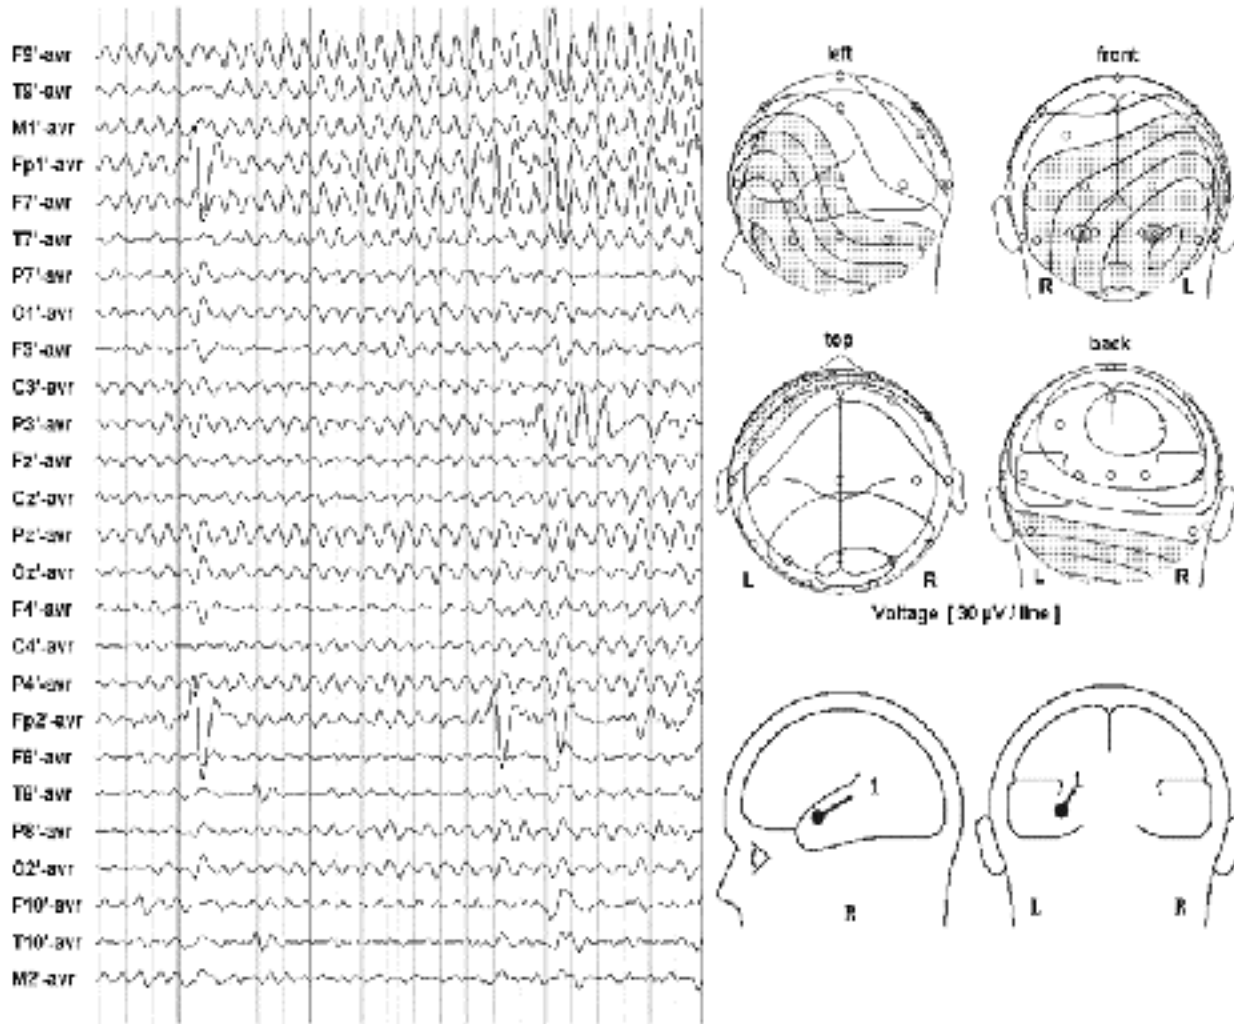 F9'-avr
T9'-avr
M1'-avr
Fp1'-avr
F7'-avr
T7'-avr
P7'-avr
O1'-avr
F3'-avr
C3'-avr
P3'-avr
Fz'-avr
Cz'-avr
Pz'-avr
Oz'-avr
F4'-avr
C4'-avr
P4'-avr
Fp2'-avr
F8'-avr
T8'-avr
P8'-avr
O2'-avr
F10'-avr
T10'-avr
M2'-avr
left
front
R
L
top
back
L
R
L
R
Voltage [ 30 µV / line ]
1
1
R
L
R